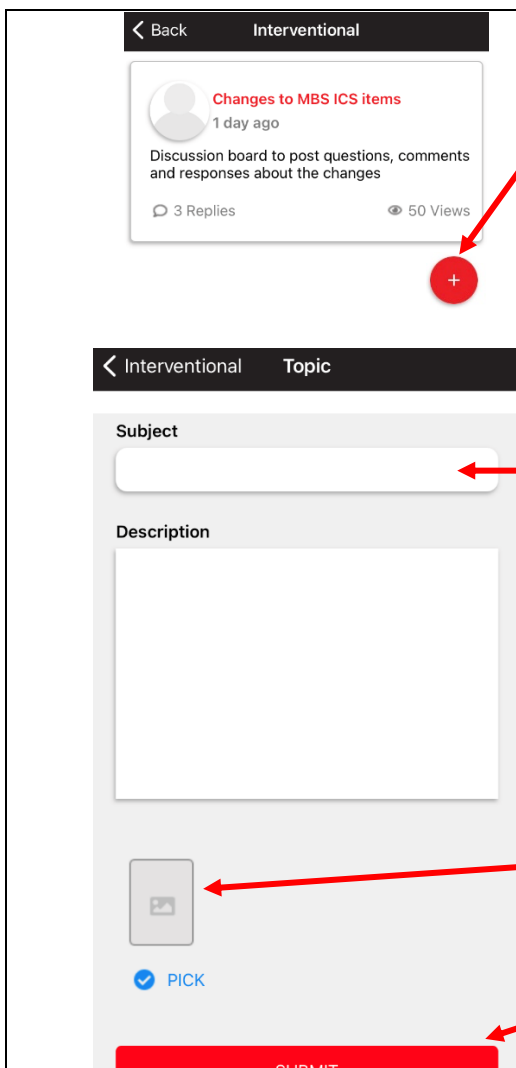 Back Interventional
Changes to MBS ICS items
1 day ago
Discussion board to post questions, comments
and responses about the changes
3 Replies 50 Views
+
Interventional Topic
Subject
Description
PICK
SUBMIT